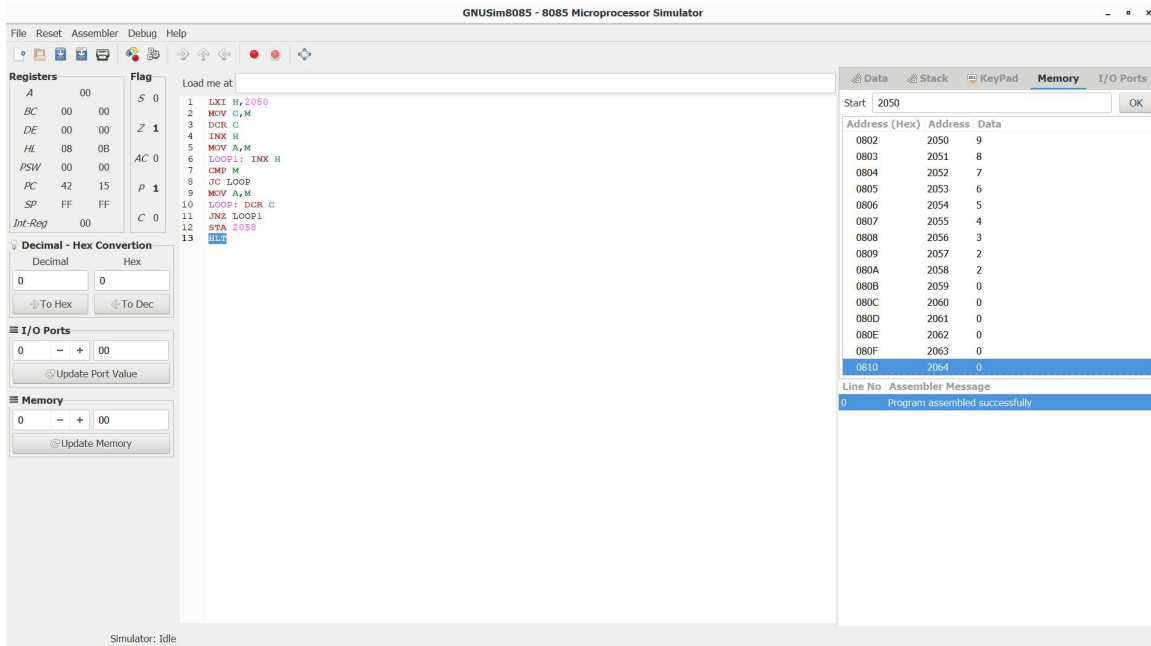 GNUSim8085 - 8085 Microprocessor Simulator
File Reset Assembler Debug Help
Registers
A 00
BC 00 00
DE 00 00
HL 08 0B
PSW 00 00
PC 42 15
SP FF FF
Int-Reg 00
Flag
S 0
Z 1
AC 0
P 1
C 0
Decimal - Hex Convertion
Decimal Hex
0 0
To Hex To Dec
I/O Ports
0 - + 00
Update Port Value
Memory
0 - + 00
Update Memory
Load me at
1 LXI H,2050
2 MOV C,M
3 DCR C
4 INX H
5 MOV A,M
6 LOOP1: INX H
7 CMP M
8 JC LOOP
9 MOV A,M
10 LOOP: DCR C
11 JNZ LOOP1
12 STA 2058
13 HLT
Data Stack KeyPad Memory I/O Ports
Start 2050 OK
Address (Hex) Address Data
0802 2050 9
0803 2051 8
0804 2052 7
0805 2053 6
0806 2054 5
0807 2055 4
0808 2056 3
0809 2057 2
080A 2058 2
080B 2059 0
080C 2060 0
080D 2061 0
080E 2062 0
080F 2063 0
0810 2064 0
Line No Assembler Message
0 Program assembled successfully
Simulator: Idle